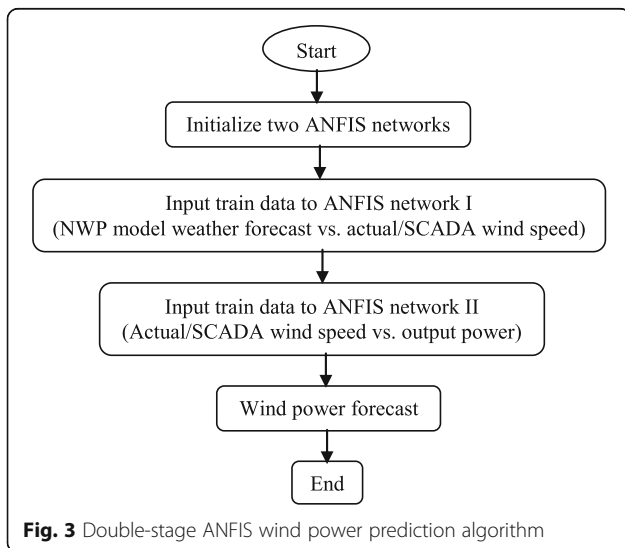 Start
Initialize two ANFIS networks
Input train data to ANFIS network I
(NWP model weather forecast vs. actual/SCADA wind speed)
Input train data to ANFIS network II
(Actual/SCADA wind speed vs. output power)
Wind power forecast
End
Fig. 3 Double-stage ANFIS wind power prediction algorithm